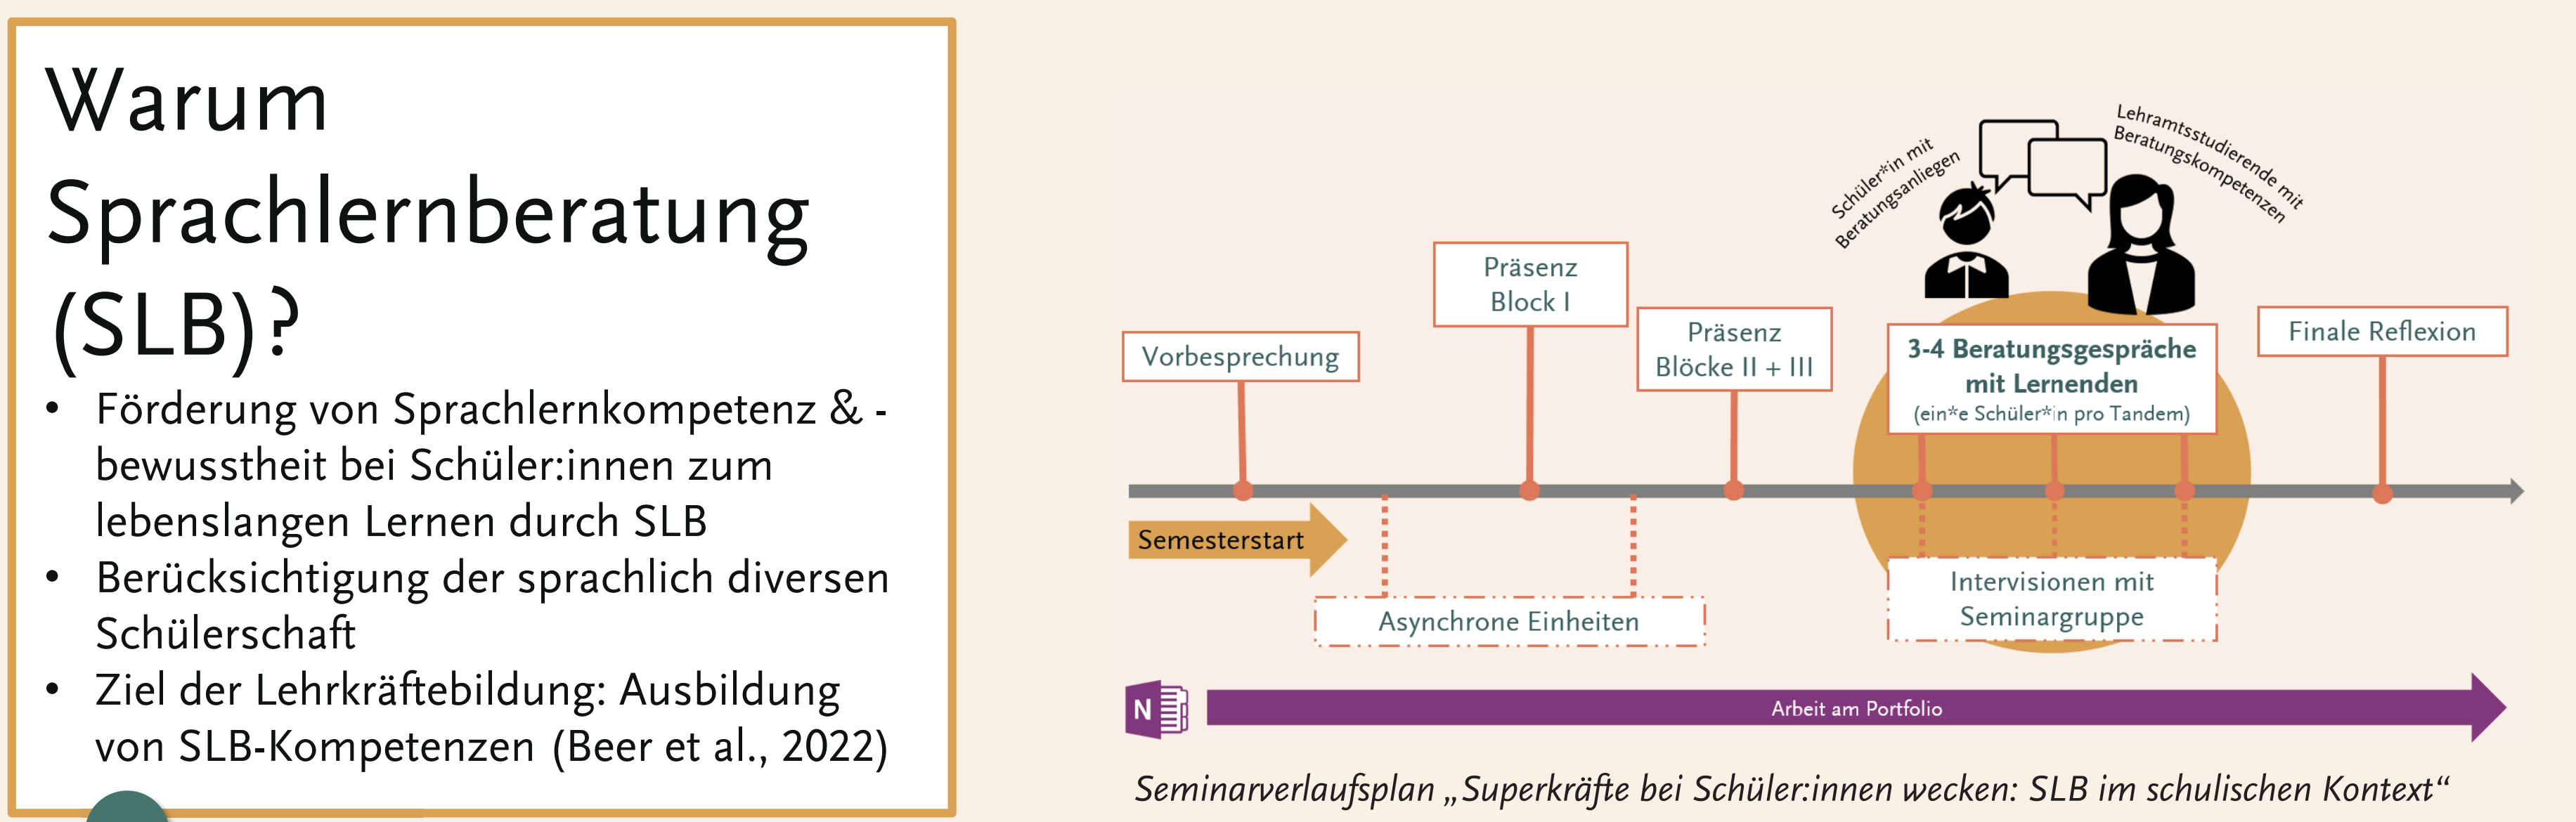 Warum
Sprachlernberatung
(SLB)?
• Förderung von Sprachlernkompetenz & -
bewusstheit bei Schüler:innen zum
lebenslangen Lernen durch SLB
• Berücksichtigung der sprachlich diversen
Schülerschaft
• Ziel der Lehrkräftebildung: Ausbildung
von SLB-Kompetenzen (Beer et al., 2022)
Schüler*in mit
Beratungsanliegen
Lehramtsstudierende mit
Beratungskompetenzen
Vorbesprechung
Präsenz
Block I
Präsenz
Blöcke II + III
3-4 Beratungsgespräche
mit Lernenden
(ein*e Schüler*in pro Tandem)
Finale Reflexion
Semesterstart
Asynchrone Einheiten
Intervisionen mit
Seminargruppe
N
Arbeit am Portfolio
Seminarverlaufsplan „Superkräfte bei Schüler:innen wecken: SLB im schulischen Kontext“